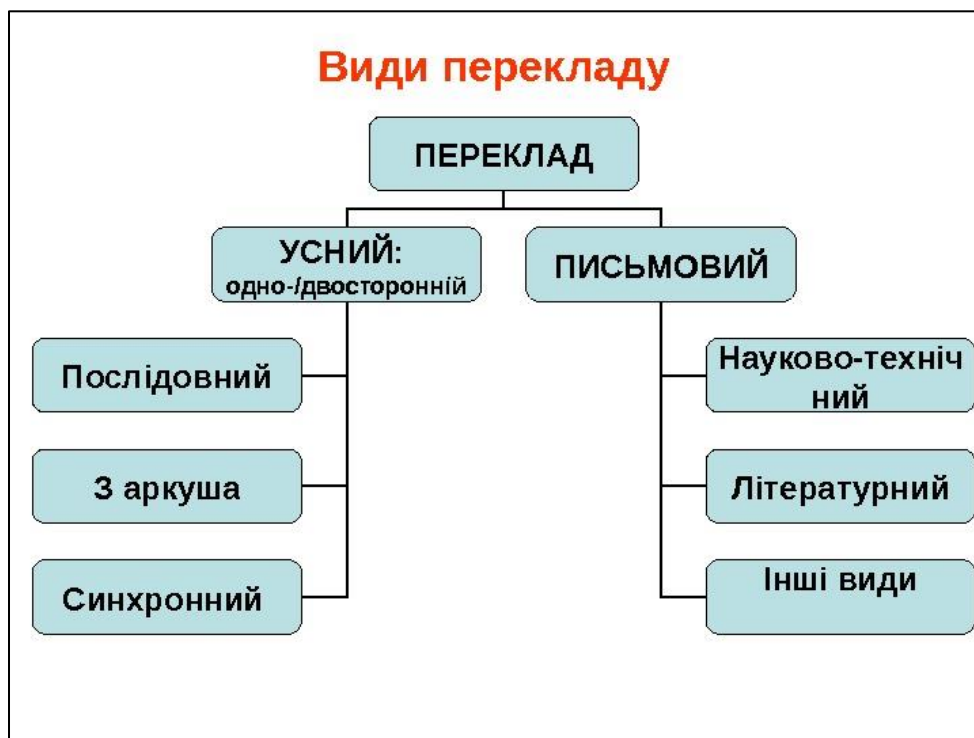 Види перекладу
ПЕРЕКЛАД
УСНИЙ:
одно-/двосторонній
ПИСЬМОВИЙ
Послідовний
З аркуша
Синхронний
Науково-техніч
ний
Літературний
Інші види